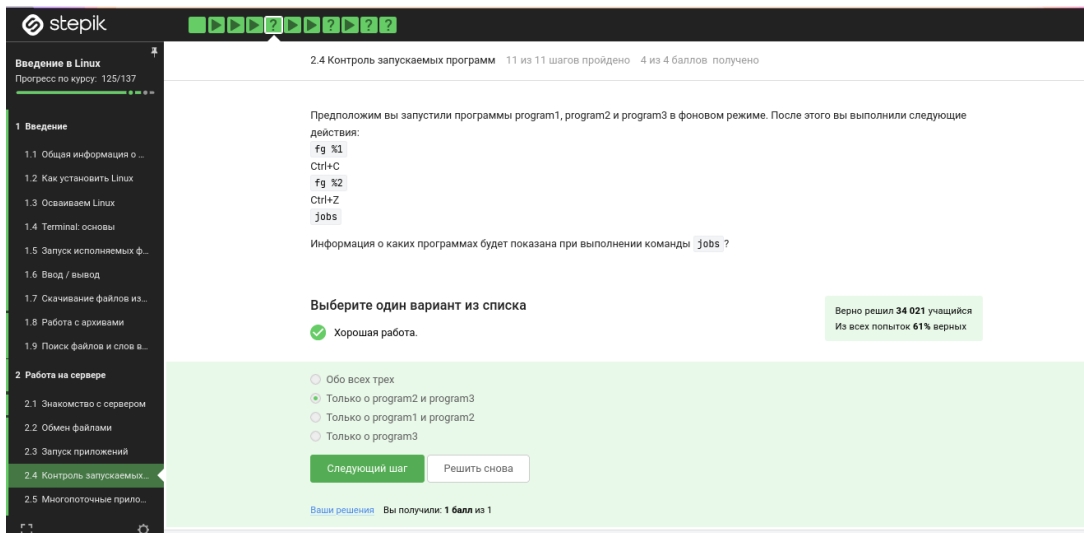 stepik
?
?
?
?
Введение в Linux
Прогресс по курсу: 125/137
1 Введение
1.1 Общая информация о ...
1.2 Как установить Linux
1.3 Осваиваем Linux
1.4 Terminal: основы
1.5 Запуск исполняемых ф...
1.6 Ввод / вывод
1.7 Скачивание файлов из...
1.8 Работа с архивами
1.9 Поиск файлов и слов в...
2 Работа на сервере
2.1 Знакомство с сервером
2.2 Обмен файлами
2.3 Запуск приложений
2.4 Контроль запускаемых...
2.5 Многопоточные прило...
2.4 Контроль запускаемых программ 11 из 11 шагов пройдено 4 из 4 баллов получено
Предположим вы запустили программы program1, program2 и program3 в фоновом режиме. После этого вы выполнили следующие
действия:
fg %1
Ctrl+C
fg %2
Ctrl+Z
jobs
Информация о каких программах будет показана при выполнении команды jobs ?
Выберите один вариант из списка
Хорошая работа.
Верно решил 34 021 учащийся
Из всех попыток 61% верных
Обо всех трех
Только о program2 и program3
Только о program1 и program2
Только о program3
Следующий шаг
Решить снова
Ваши решения Вы получили: 1 балл из 1